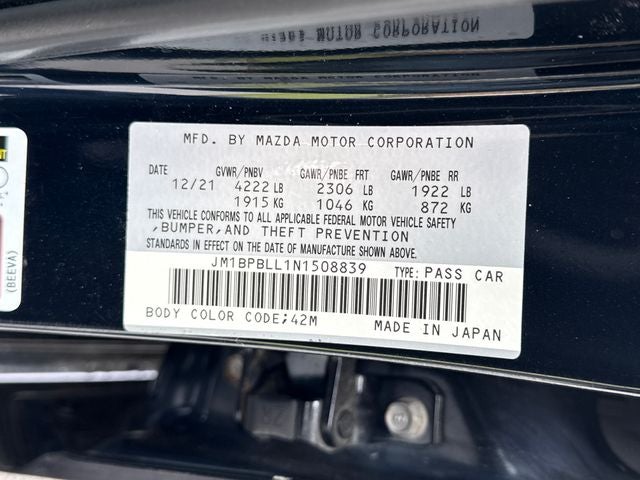 MFD. BY MAZDA MOTOR CORPORATION
DATE GVWR/PNBV GAWR/PNBE FRT GAWR/PNBE RR
12/21 4222 LB 2306 LB 1922 LB
1915 KG 1046 KG 872 KG
THIS VEHICLE CONFORMS TO ALL APPLICABLE FEDERAL MOTOR VEHICLE SAFETY
,BUMPER,AND THEFT PREVENTION
STANDARDS IN EFFECT ON THE DATE OF MANUFACTURE SHOWN ABOVE.
JM1BPBLL1N1508839 TYPE: PASS CAR
BODY COLOR CODE;42M MADE IN JAPAN
(BEEVA)